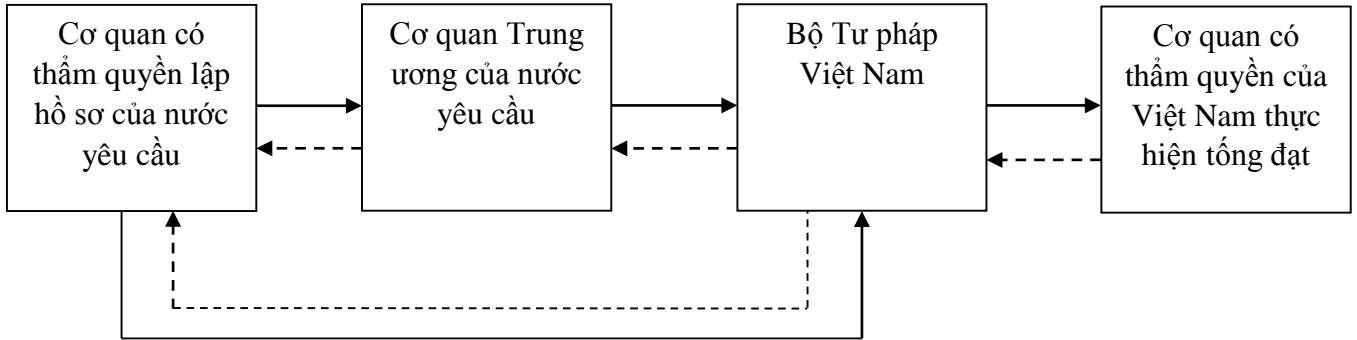 Cơ quan có
thẩm quyền lập
hồ sơ của nước
yêu cầu
Cơ quan Trung
ương của nước
yêu cầu
Bộ Tư pháp
Việt Nam
Cơ quan có
thẩm quyền của
Việt Nam thực
hiện tống đạt